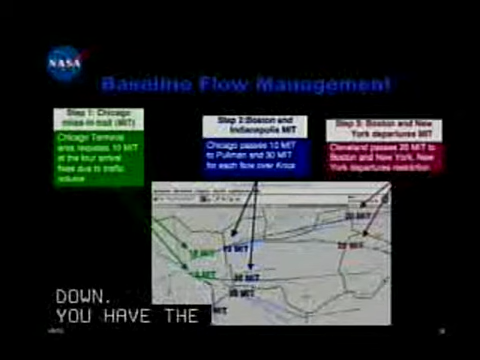 NASA
Baseline Flow Management
Step 1: Chicago
miles-in-trail (MIT)
Chicago Terminal
area requires 10 MIT
at the four arrival
fixes due to traffic
volume
Step 2: Boston and
Indianapolis MIT
Chicago passes 10 MIT
to Pullman and 30 MIT
for each flow over Knox
Step 3: Boston and New
York departures MIT
Cleveland passes 20 MIT to
Boston and New York. New
York departures restriction
20 MIT
10 MIT
10 MIT
20 MIT
30 MIT
30 MIT
MIT
DOWN.
YOU HAVE THE